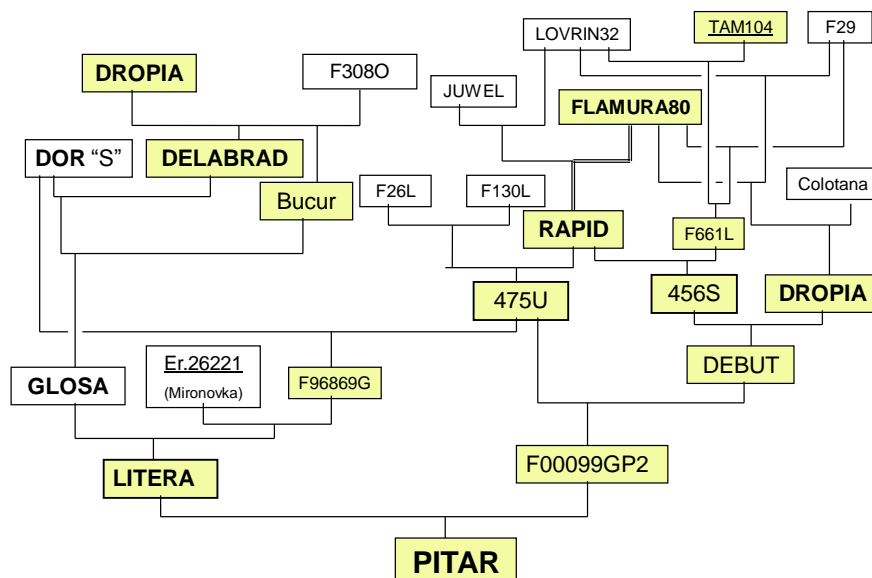 LOVRIN32
TAM104
F29
DROPIA
F308O
JUWEL
FLAMURA80
DOR “S”
DELABRAD
Colotana
Bucur
F26L
F130L
RAPID
F661L
475U
456S
DROPIA
Er.26221
(Mironovka)
GLOSA
F96869G
DEBUT
LITERA
F00099GP2
PITAR